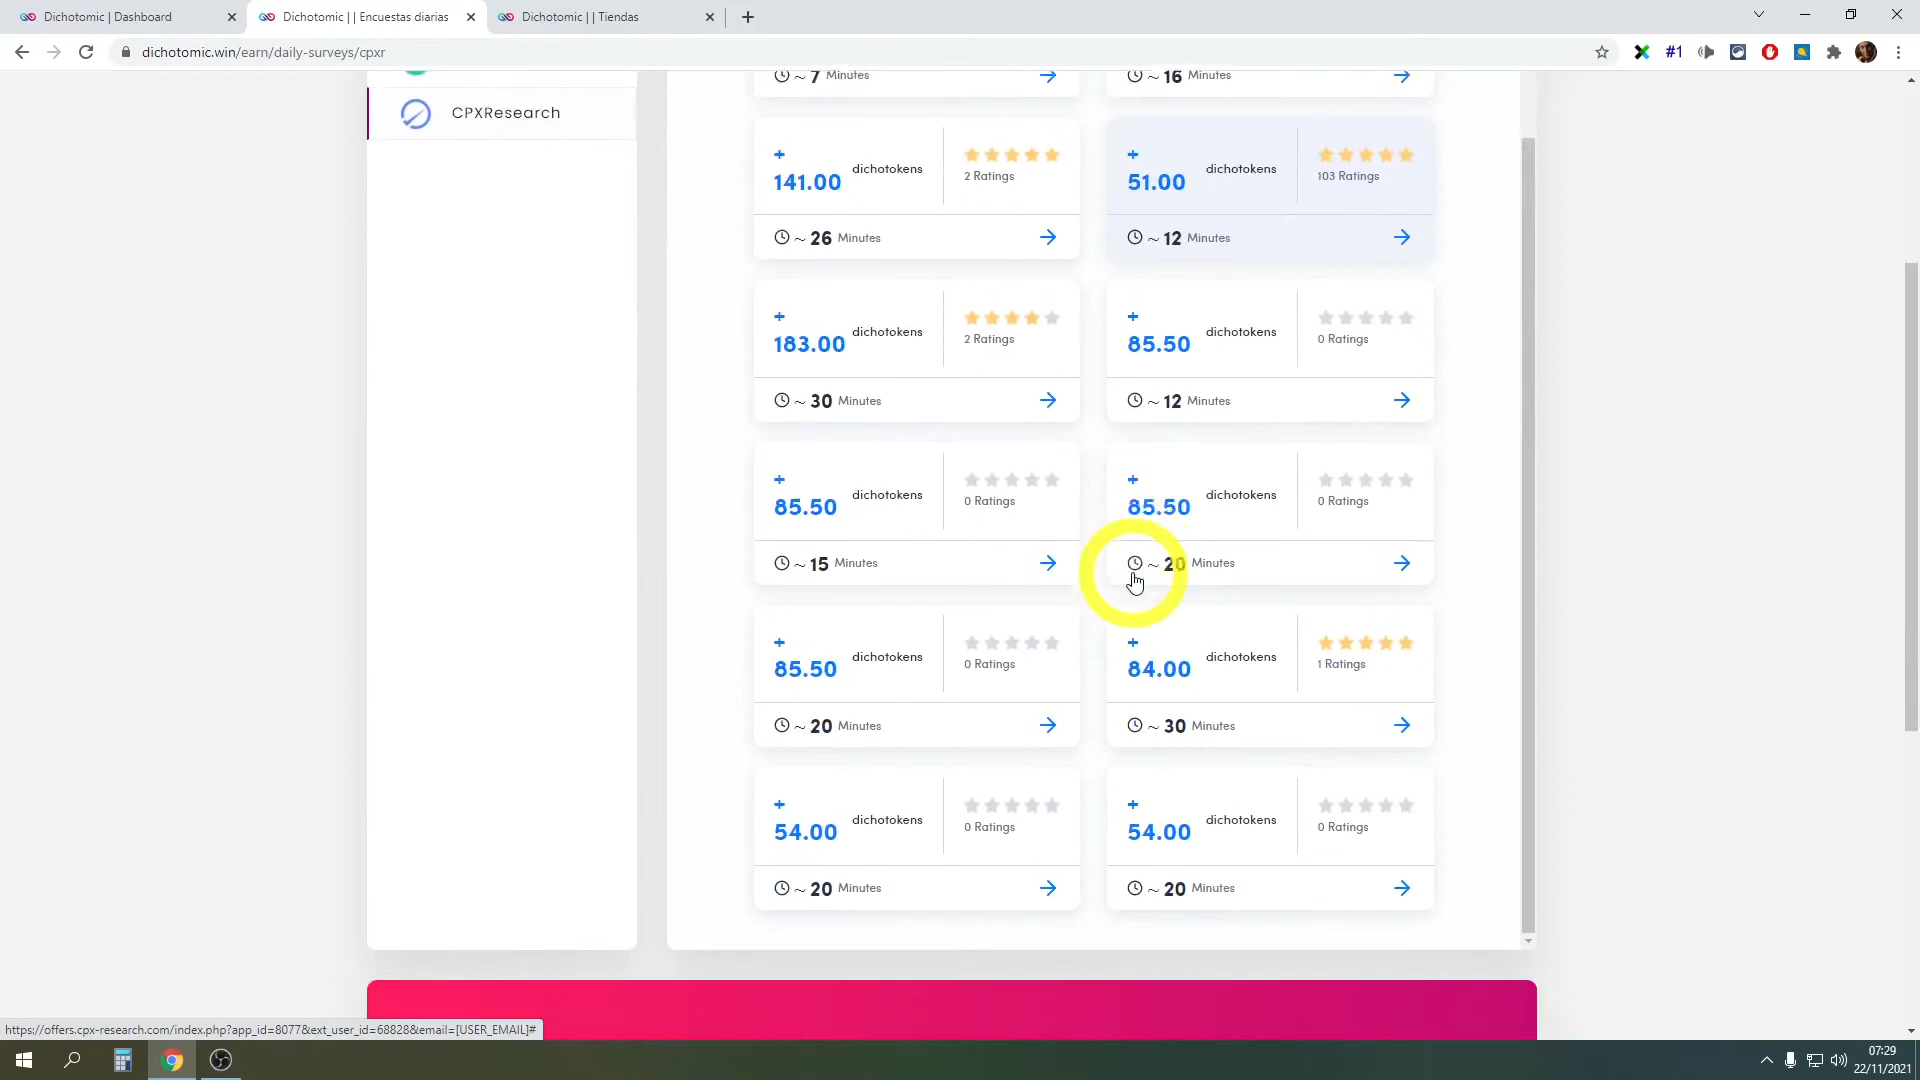 Dichotomic | Dashboard
Dichotomic | | Encuestas diarias
Dichotomic | | Tiendas
dichotomic.win/earn/daily-surveys/cpxr
#1
CPXResearch
~ 7 Minutes
~ 16 Minutes
+
141.00 dichotokens
2 Ratings
~ 26 Minutes
+
51.00 dichotokens
103 Ratings
~ 12 Minutes
+
183.00 dichotokens
2 Ratings
~ 30 Minutes
+
85.50 dichotokens
0 Ratings
~ 12 Minutes
+
85.50 dichotokens
0 Ratings
~ 15 Minutes
+
85.50 dichotokens
0 Ratings
~ 20 Minutes
+
85.50 dichotokens
0 Ratings
~ 20 Minutes
+
84.00 dichotokens
1 Ratings
~ 30 Minutes
+
54.00 dichotokens
0 Ratings
~ 20 Minutes
+
54.00 dichotokens
0 Ratings
~ 20 Minutes
https://offers.cpx-research.com/index.php?app_id=8077&ext_user_id=68828&email=[USER_EMAIL]#
07:29
22/11/2021